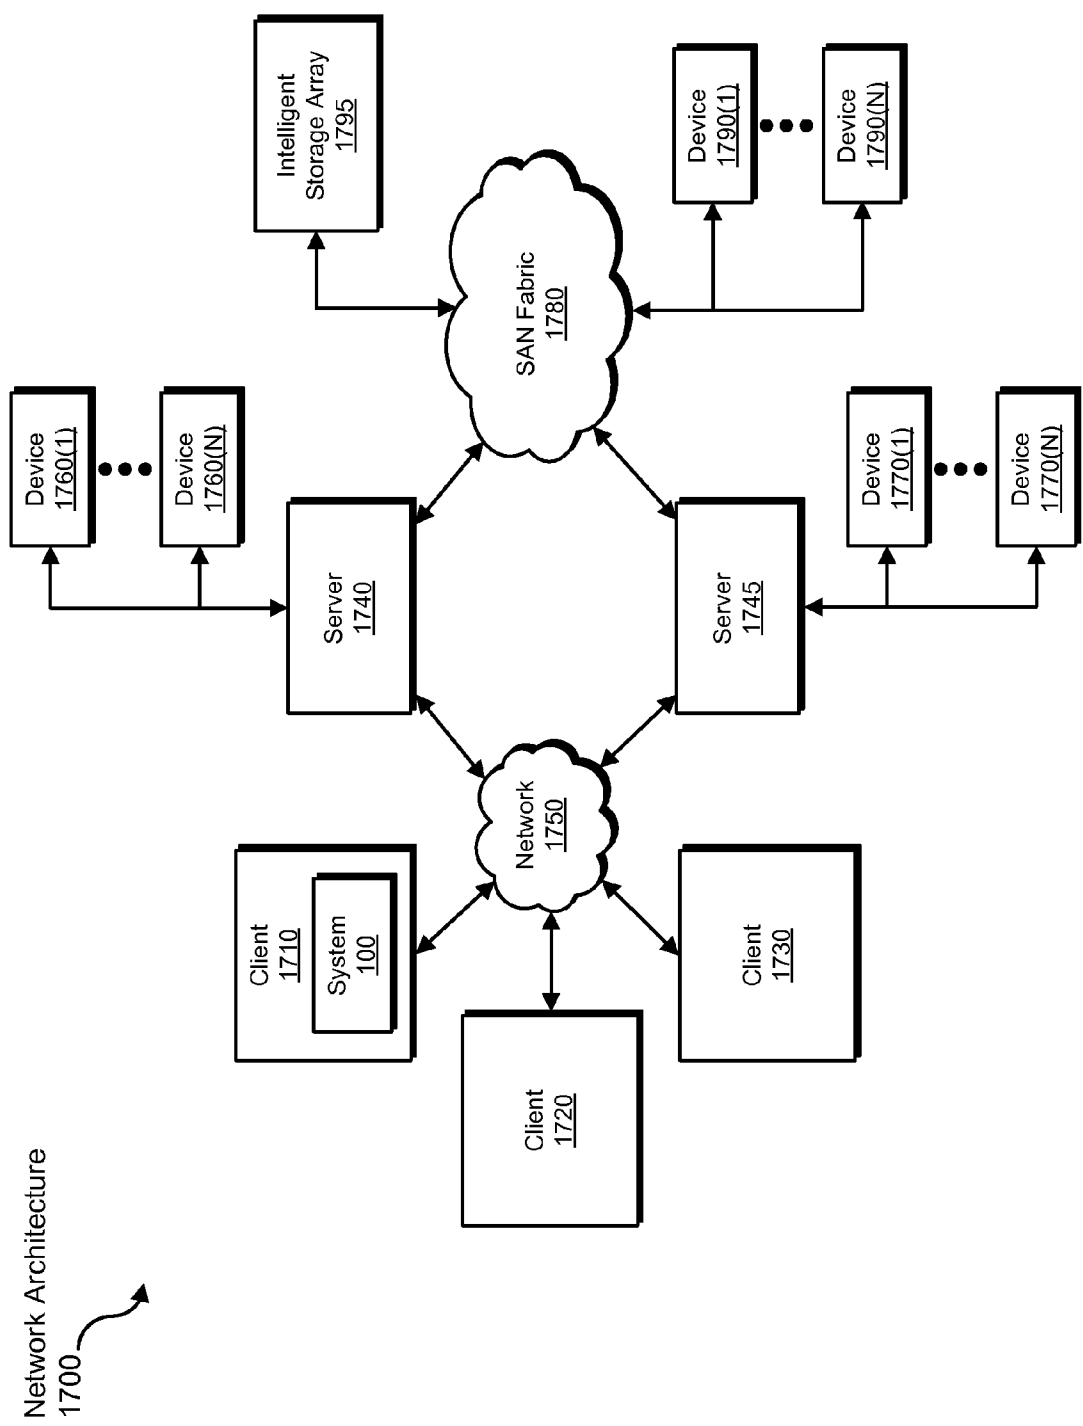 Network Architecture
1700
Client
1710
System
100
Client
1720
Client
1730
Network
1750
Device
1760(1)
Device
1760(N)
Server
1740
Server
1745
Device
1770(1)
Device
1770(N)
Intelligent
Storage Array
1795
SAN Fabric
1780
Device
1790(1)
Device
1790(N)